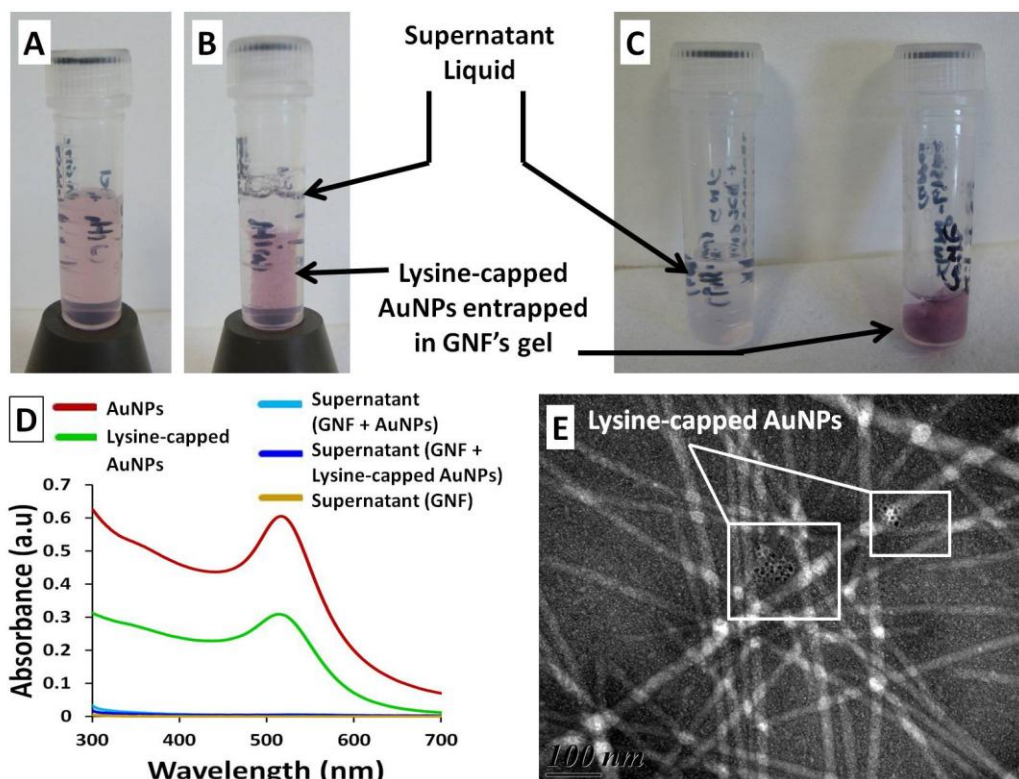 A
B
Supernatant
Liquid
C
Lysine-capped
AuNPs entrapped
in GNF’s gel
D
AuNPs
Lysine-capped
AuNPs
Supernatant
(GNF + AuNPs)
Supernatant (GNF +
Lysine-capped AuNPs)
Supernatant (GNF)
Absorbance (a.u)
0.7
0.6
0.5
0.4
0.3
0.2
0.1
0
300
400
500
600
700
Wavelength (nm)
E
Lysine-capped AuNPs
100 nm